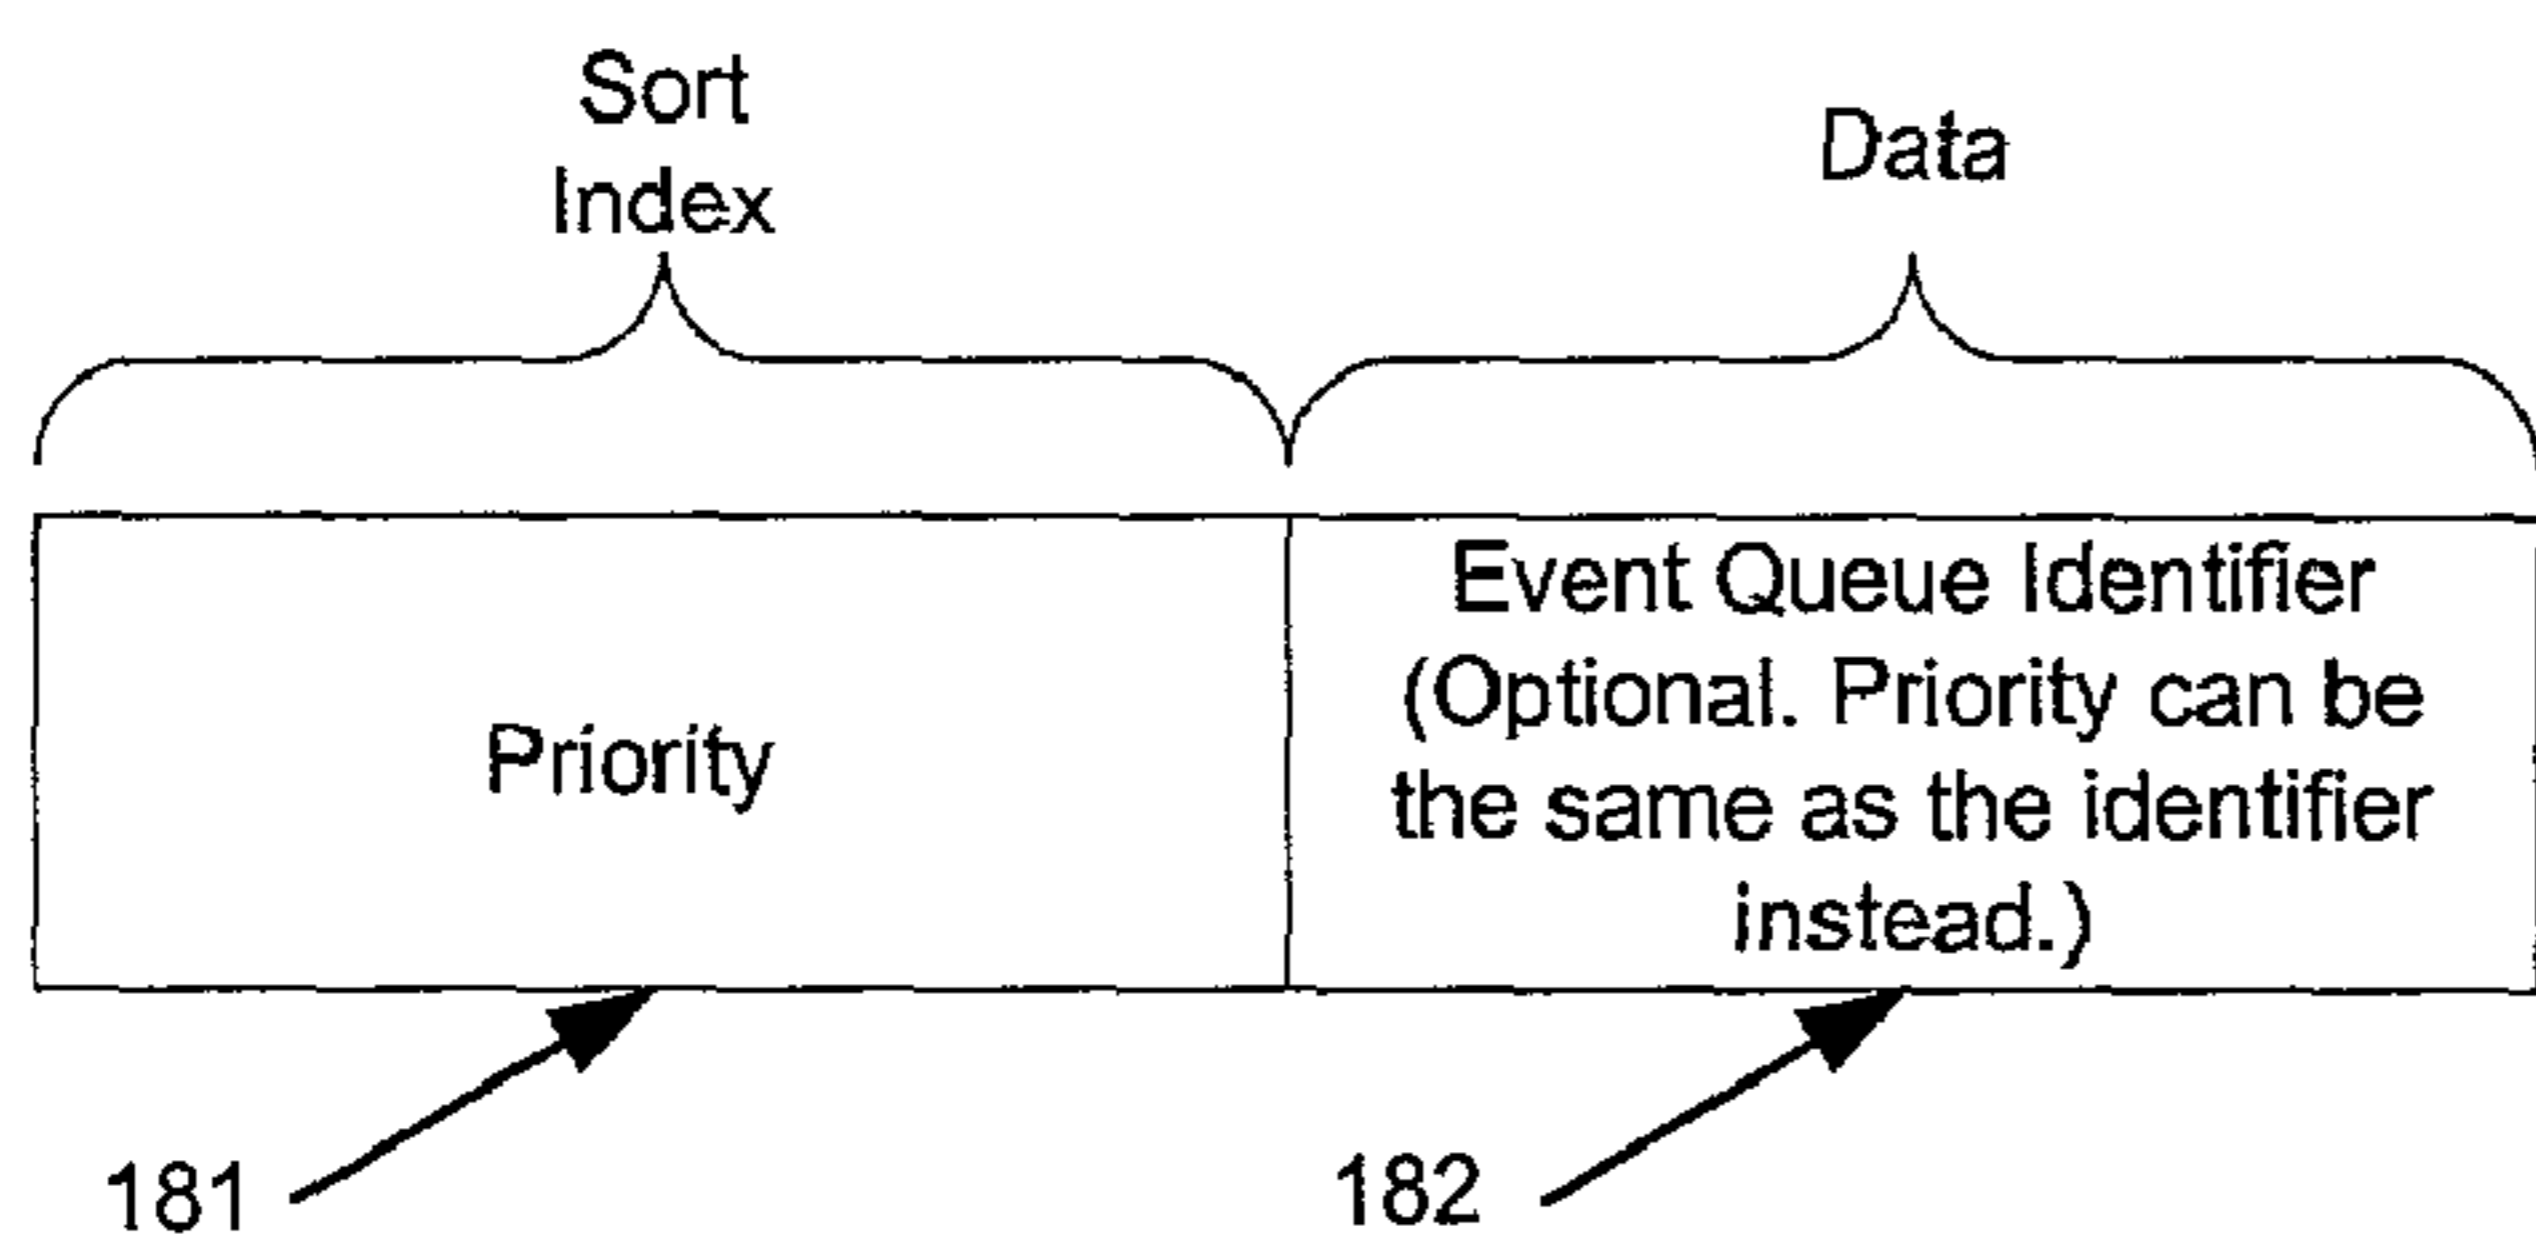 Sort
Index
Data
Priority
Event Queue Identifier
(Optional. Priority can be
the same as the identifier
instead.)
181
182